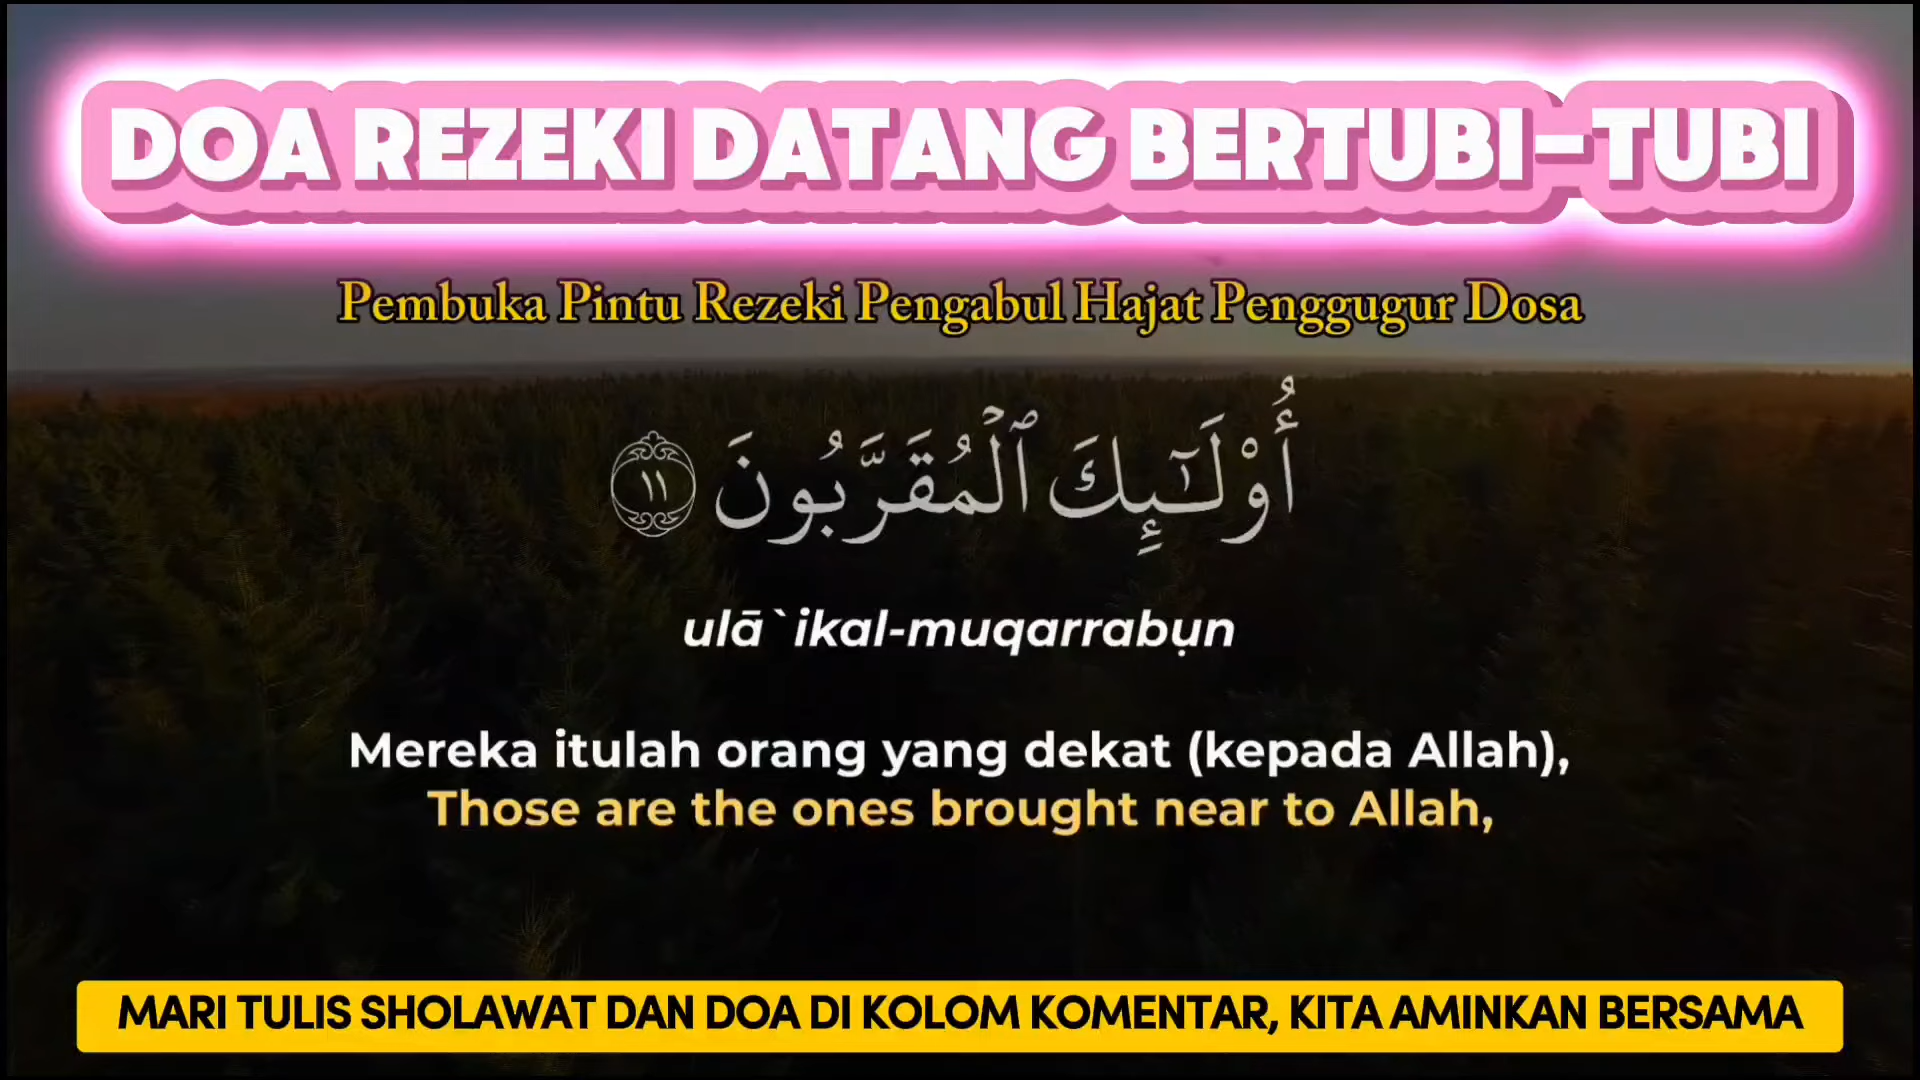 DOA REZEKI DATANG BERTUBI-TUBI
Pembuka Pintu Rezeki Pengabul Hajat Penggugur Dosa
أُو۟لَـٰٓئِكَ ٱلْمُقَرَّبُونَ ١١
ulā`ikal-muqarrabụn
Mereka itulah orang yang dekat (kepada Allah),
Those are the ones brought near to Allah,
MARI TULIS SHOLAWAT DAN DOA DI KOLOM KOMENTAR, KITA AMINKAN BERSAMA